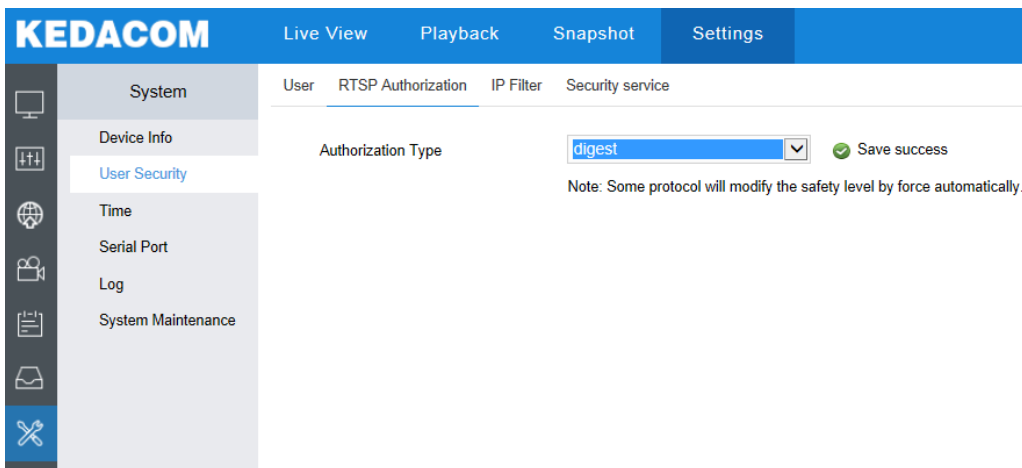 KEDACOM Live View Playback Snapshot Settings
System
User RTSP Authorization IP Filter Security service
Device Info
User Security
Time
Serial Port
Log
System Maintenance
Authorization Type digest Save success
Note: Some protocol will modify the safety level by force automatically.